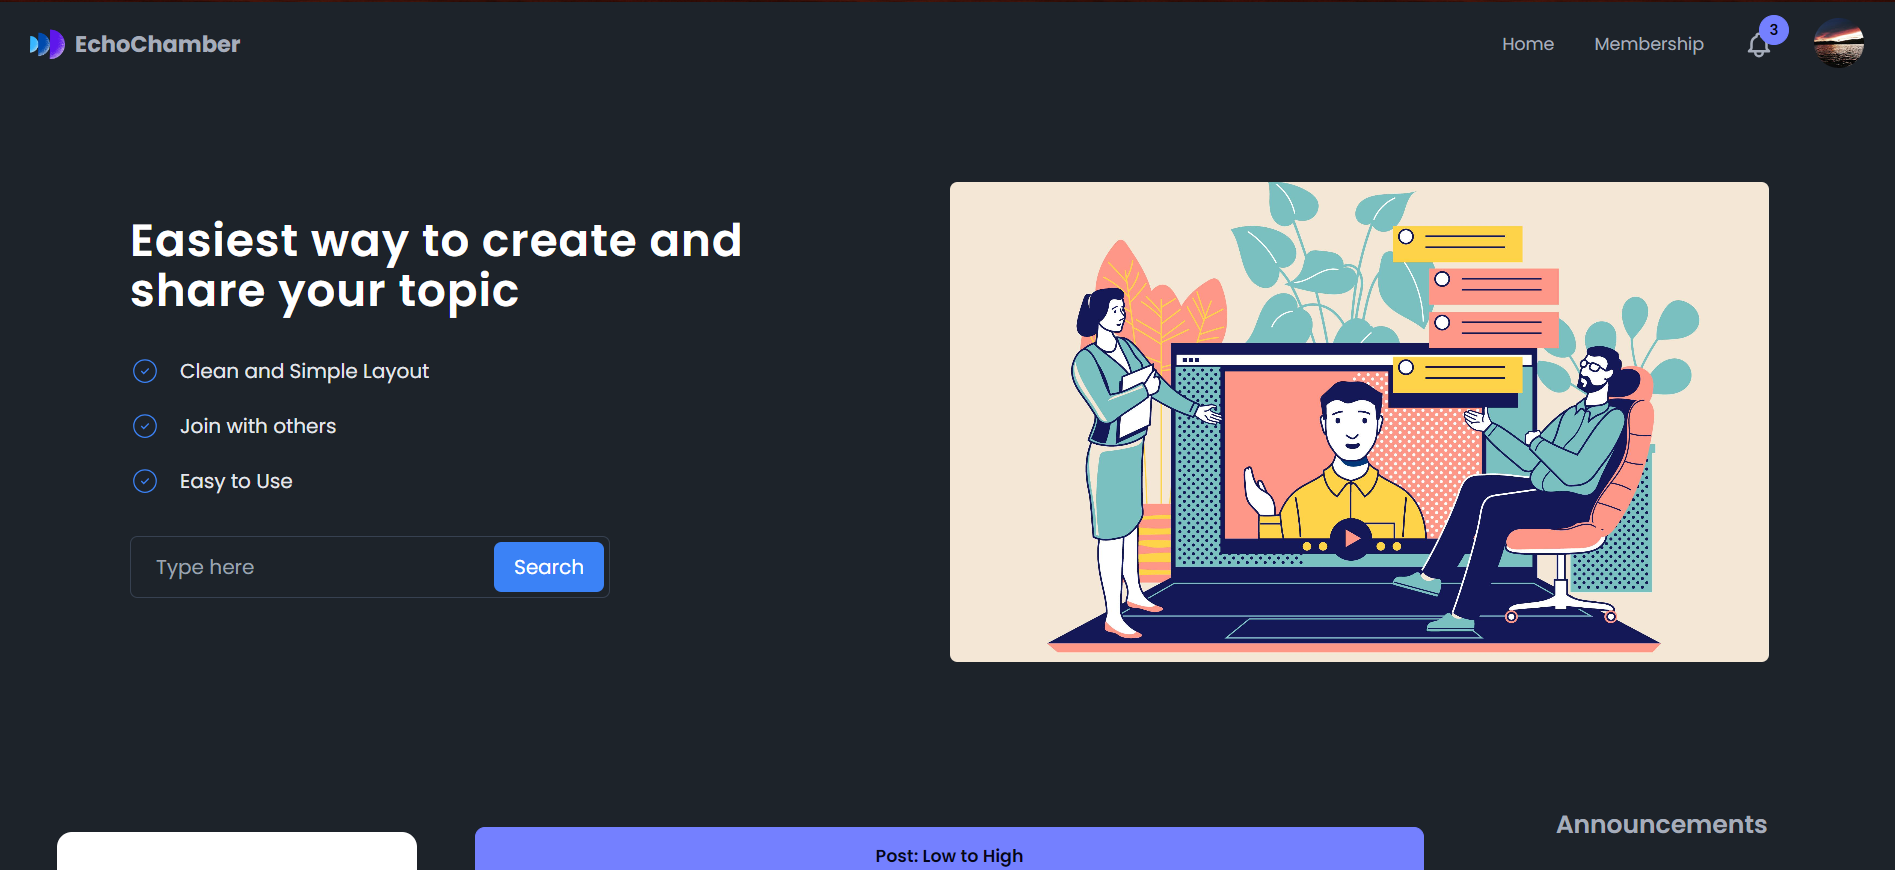 EchoChamber
Home
Membership
3
Easiest way to create and
share your topic
Clean and Simple Layout
Join with others
Easy to Use
Type here
Search
Announcements
Post: Low to High